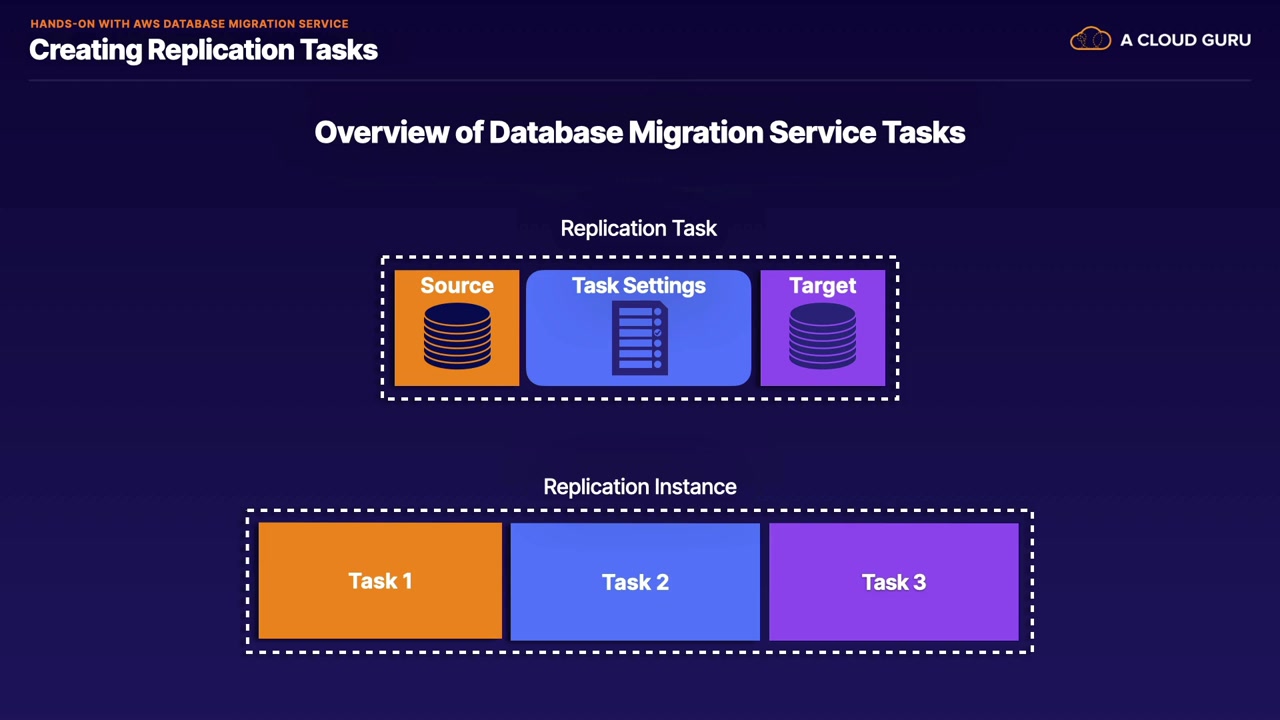 HANDS-ON WITH AWS DATABASE MIGRATION SERVICE
Creating Replication Tasks
A CLOUD GURU
Overview of Database Migration Service Tasks
Replication Task
Source
Task Settings
Target
Replication Instance
Task 1
Task 2
Task 3